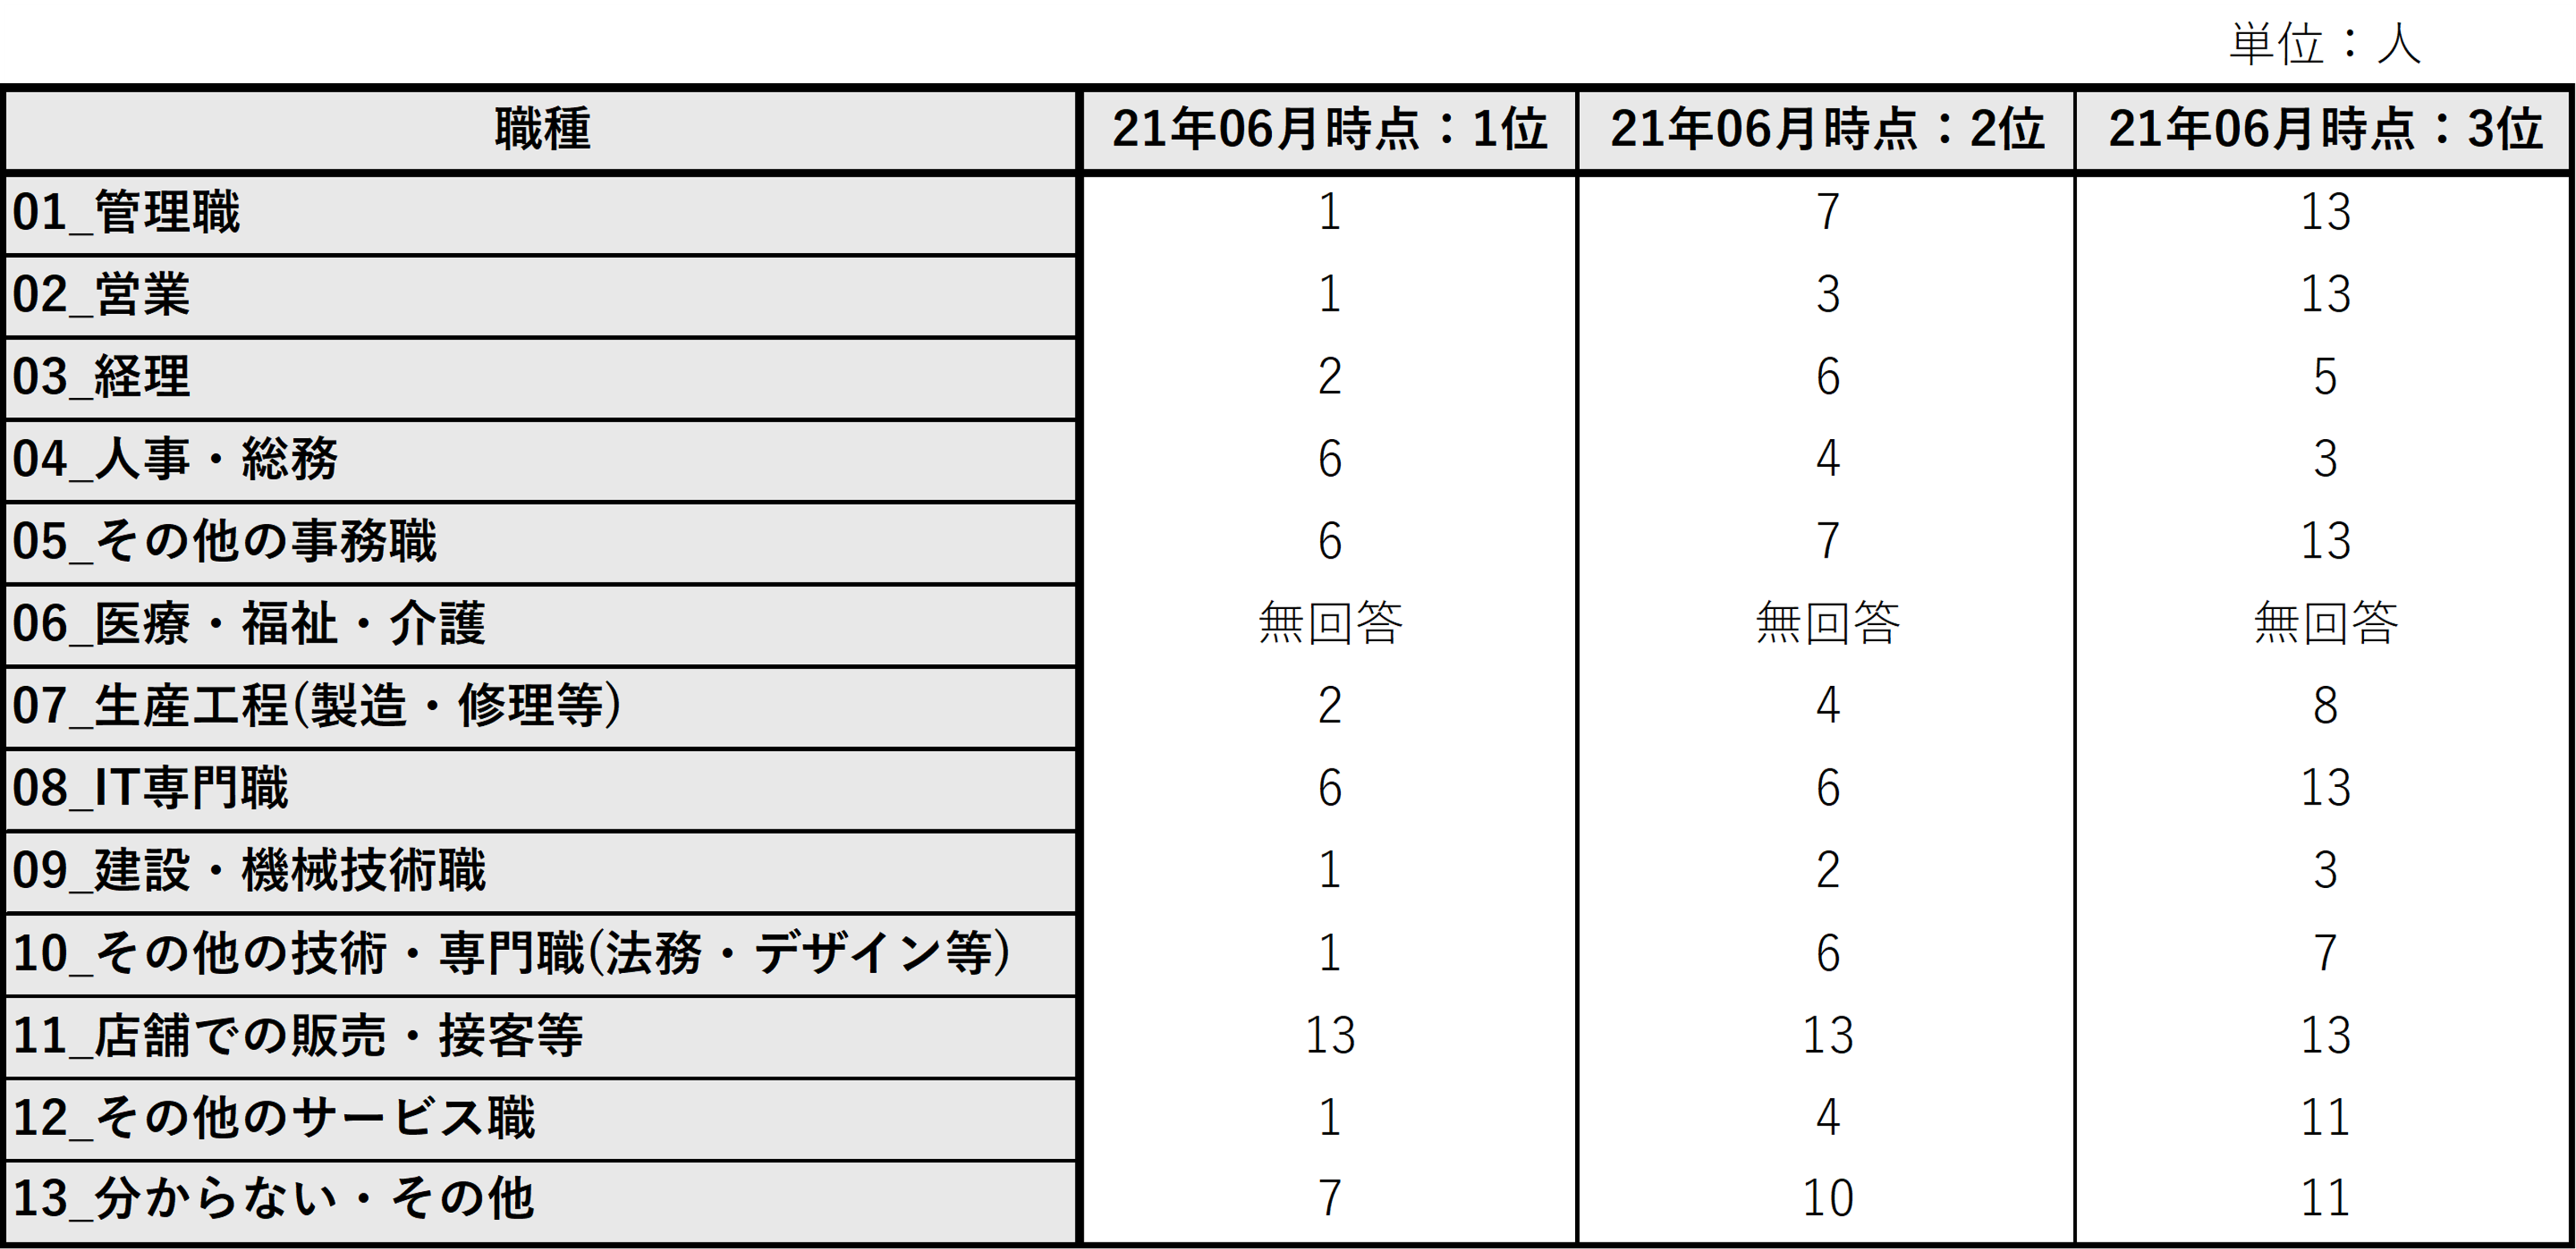 単位：人
職種 21年06月時点：1位 21年06月時点：2位 21年06月時点：3位
01_管理職 1 7 13
02_営業 1 3 13
03_経理 2 6 5
04_人事・総務 6 4 3
05_その他の事務職 6 7 13
06_医療・福祉・介護 無回答 無回答 無回答
07_生産工程(製造・修理等) 2 4 8
08_IT専門職 6 6 13
09_建設・機械技術職 1 2 3
10_その他の技術・専門職(法務・デザイン等) 1 6 7
11_店舗での販売・接客等 13 13 13
12_その他のサービス職 1 4 11
13_分からない・その他 7 10 11